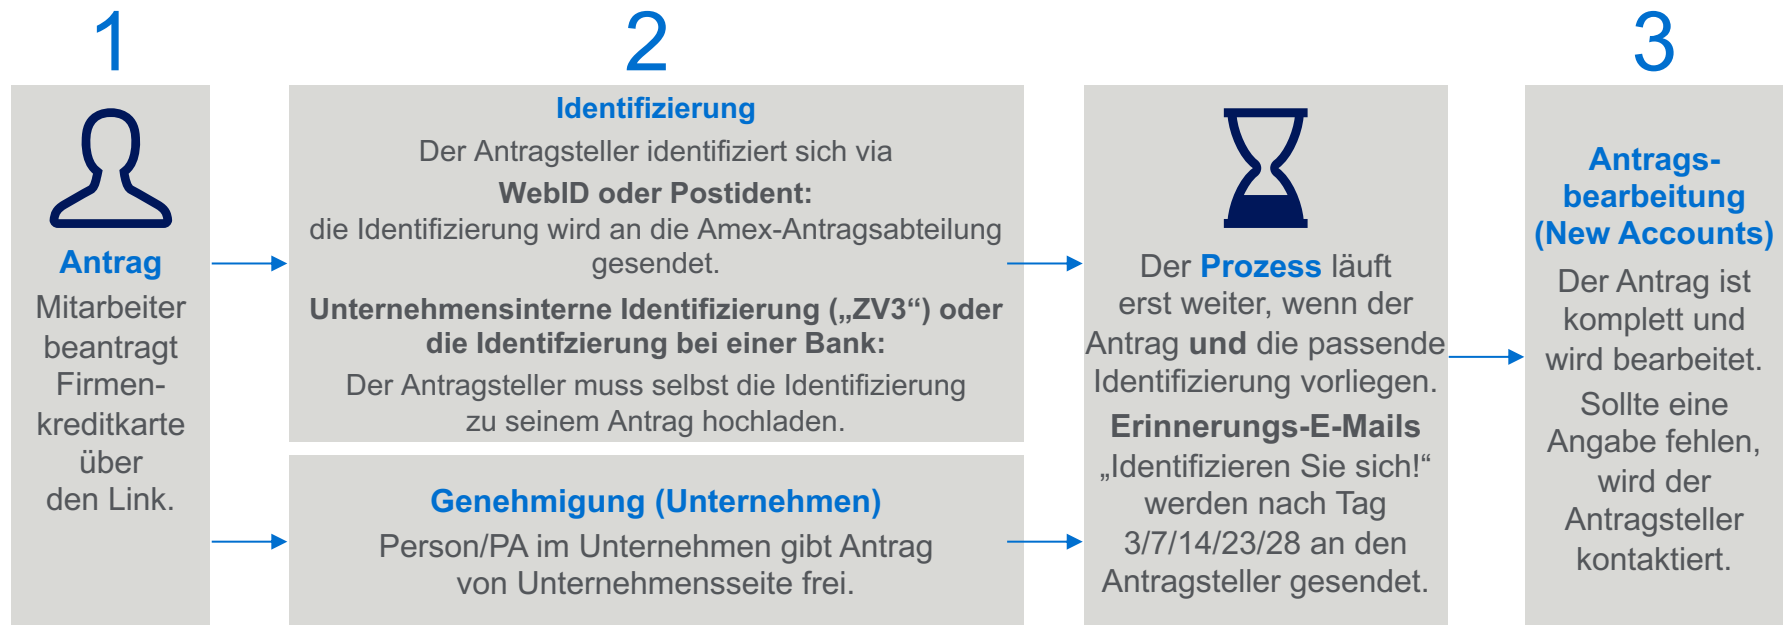 1
Antrag
Mitarbeiter
beantragt
Firmen-
kreditkarte
über
den Link.
2
Identifizierung
Der Antragsteller identifiziert sich via
WebID oder Postident:
die Identifizierung wird an die Amex-Antragsabteilung
gesendet.
Unternehmensinterne Identifizierung („ZV3“) oder
die Identifzierung bei einer Bank:
Der Antragsteller muss selbst die Identifizierung
zu seinem Antrag hochladen.
Genehmigung (Unternehmen)
Person/PA im Unternehmen gibt Antrag
von Unternehmensseite frei.
Der Prozess läuft
erst weiter, wenn der
Antrag und die passende
Identifizierung vorliegen.
Erinnerungs-E-Mails
„Identifizieren Sie sich!“
werden nach Tag
3/7/14/23/28 an den
Antragsteller gesendet.
3
Antrags-
bearbeitung
(New Accounts)
Der Antrag ist
komplett und
wird bearbeitet.
Sollte eine
Angabe fehlen,
wird der
Antragsteller
kontaktiert.